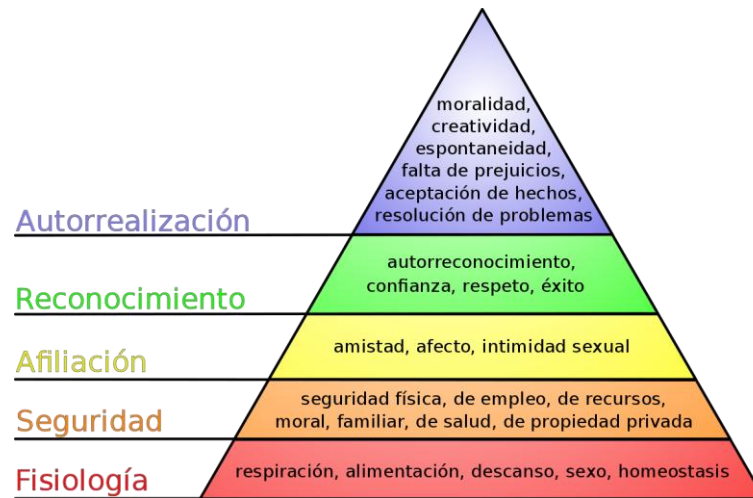 moralidad,
creatividad,
espontaneidad,
falta de prejuicios,
aceptación de hechos,
resolución de problemas
Autorrealización
autorreconocimiento,
confianza, respeto, éxito
Reconocimiento
amistad, afecto, intimidad sexual
Afiliación
seguridad física, de empleo, de recursos,
moral, familiar, de salud, de propiedad privada
Seguridad
respiración, alimentación, descanso, sexo, homeostasis
Fisiología